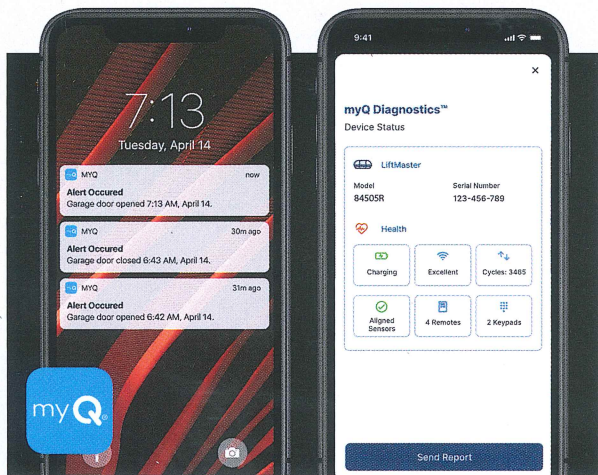 7:13
Tuesday, April 14
MYQ now
Alert Occured
Garage door opened 7:13 AM, April 14.
MYQ 30m ago
Alert Occured
Garage door closed 6:43 AM, April 14.
MYQ 31m ago
Alert Occured
Garage door opened 6:42 AM, April 14.
myQ
9:41
myQ Diagnostics™
Device Status
LiftMaster
Model Serial Number
84505R 123-456-789
Health
Charging Excellent Cycles: 3485
Aligned
Sensors
4 Remotes 2 Keypads
Send Report